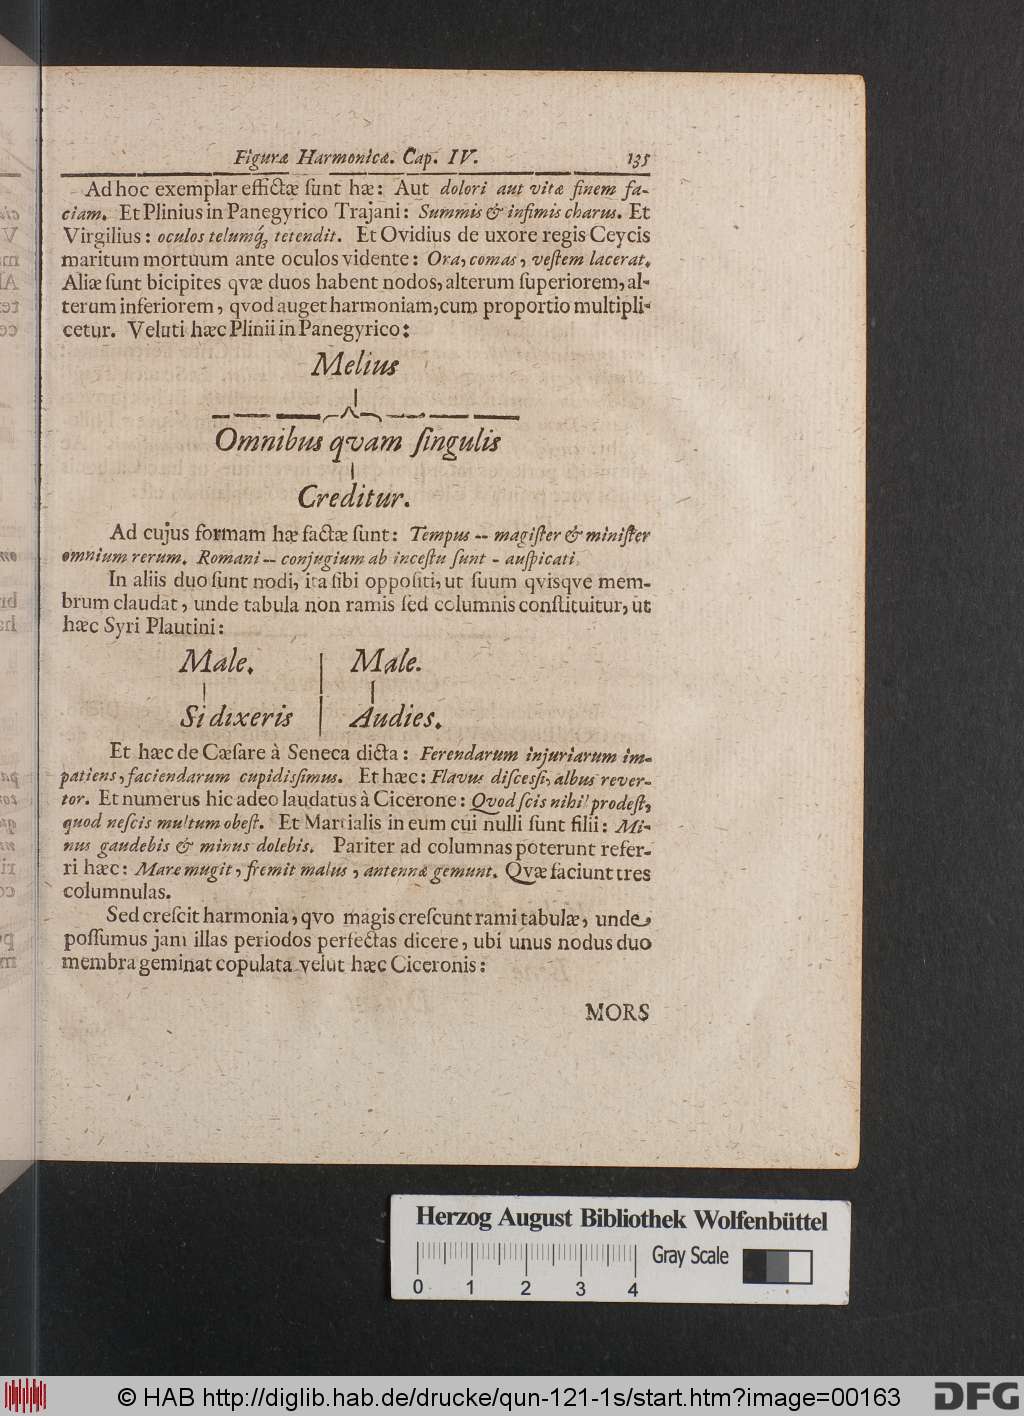 Figuræ Harmonicæ. Cap. IV. 135
Ad hoc exemplar effictæ ſunt hæ: Aut dolori aut vitæ finem fa-
ciam. Et Plinius in Panegyrico Trajani: Summis & infimis charus. Et
Virgilius: oculos telumq́; tetendit. Et Ovidius de uxore regis Ceycis
maritum mortuum ante oculos vidente: Ora, comas, veſtem lacerat.
Aliæ ſunt bicipites qvæ duos habent nodos, alterum ſuperiorem, al-
terum inferiorem, qvod auget harmoniam, cum proportio multipli-
cetur. Veluti hæc Plinii in Panegyrico:
Melius
Omnibus qvam ſingulis
Creditur.
Ad cujus formam hæ factæ ſunt: Tempus -- magiſter & miniſter
omnium rerum. Romani -- conjugium ab inceſtu ſunt - auſpicati.
In aliis duo ſunt nodi, ita ſibi oppoſiti, ut ſuum qvisqve mem-
brum claudat, unde tabula non ramis ſed columnis conſtituitur, ut
hæc Syri Plautini:
Male. | Male.
Si dixeris | Audies.
Et hæc de Cæſare à Seneca dicta: Ferendarum injuriarum im-
patiens, faciendarum cupidisſimus. Et hæc: Flavus diſcesſi, albus rever-
tor. Et numerus hic adeo laudatus à Cicerone: Qvod ſcis nihil prodeſt,
quod neſcis multum obeſt. Et Martialis in eum cui nulli ſunt filii: Mi-
nus gaudebis & minus dolebis. Pariter ad columnas poterunt refer-
ri hæc: Mare mugit, fremit malus, antennæ gemunt. Qvæ faciunt tres
columnulas.
Sed creſcit harmonia, qvo magis creſcunt rami tabulæ, unde
poſſumus jam illas periodos perfectas dicere, ubi unus nodus duo
membra geminat copulata velut hæc Ciceronis:
MORS
Herzog August Bibliothek Wolfenbüttel
Gray Scale
0 1 2 3 4
© HAB http://diglib.hab.de/drucke/qun-121-1s/start.htm?image=00163
DFG